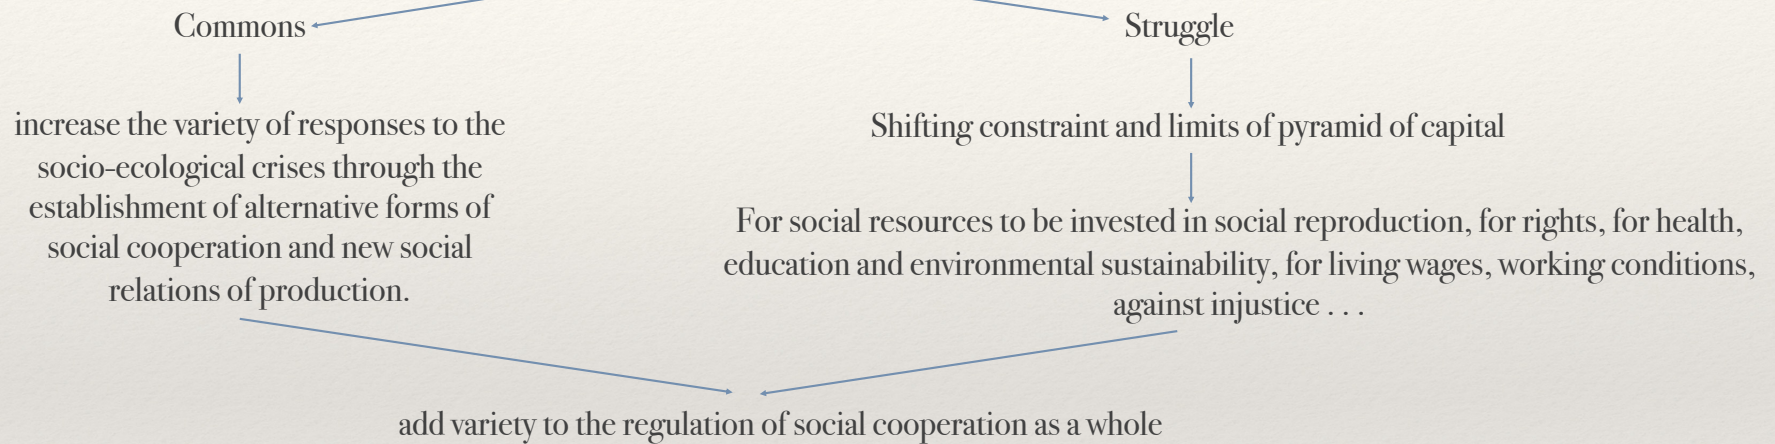 Commons
Struggle
increase the variety of responses to the
socio-ecological crises through the
establishment of alternative forms of
social cooperation and new social
relations of production.
Shifting constraint and limits of pyramid of capital
For social resources to be invested in social reproduction, for rights, for health,
education and environmental sustainability, for living wages, working conditions,
against injustice . . .
add variety to the regulation of social cooperation as a whole